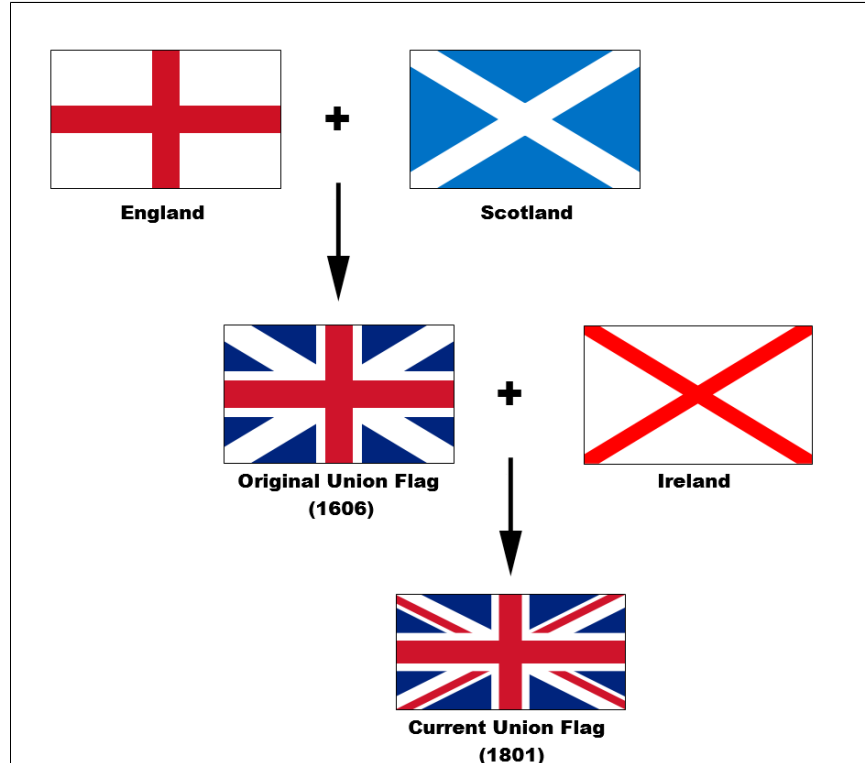 +
England
Scotland
+
Original Union Flag
(1606)
Ireland
Current Union Flag
(1801)